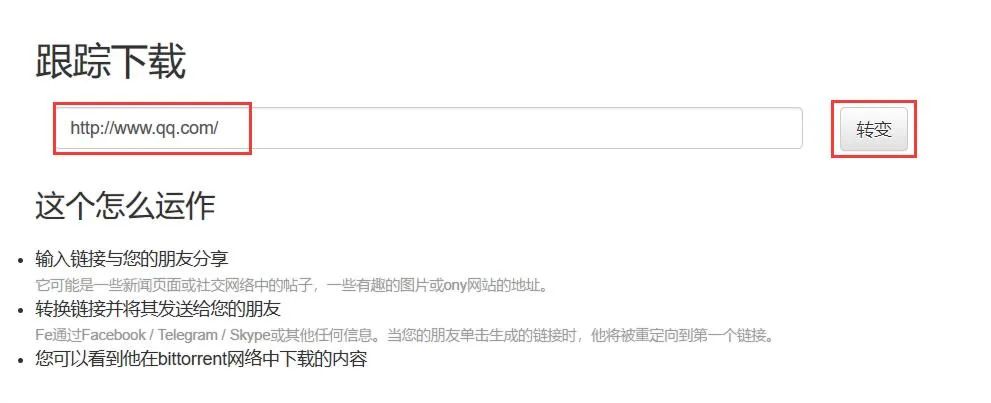 跟踪下载
http://www.qq.com/
转变
这个怎么运作
输入链接与您的朋友分享
它可能是一些新闻页面或社交网络中的帖子，一些有趣的图片或ony网站的地址。
转换链接并将其发送给您的朋友
Fe通过Facebook / Telegram / Skype或其他任何信息。当您的朋友单击生成的链接时，他将被重定向到第一个链接。
您可以看到他在bittorrent网络中下载的内容